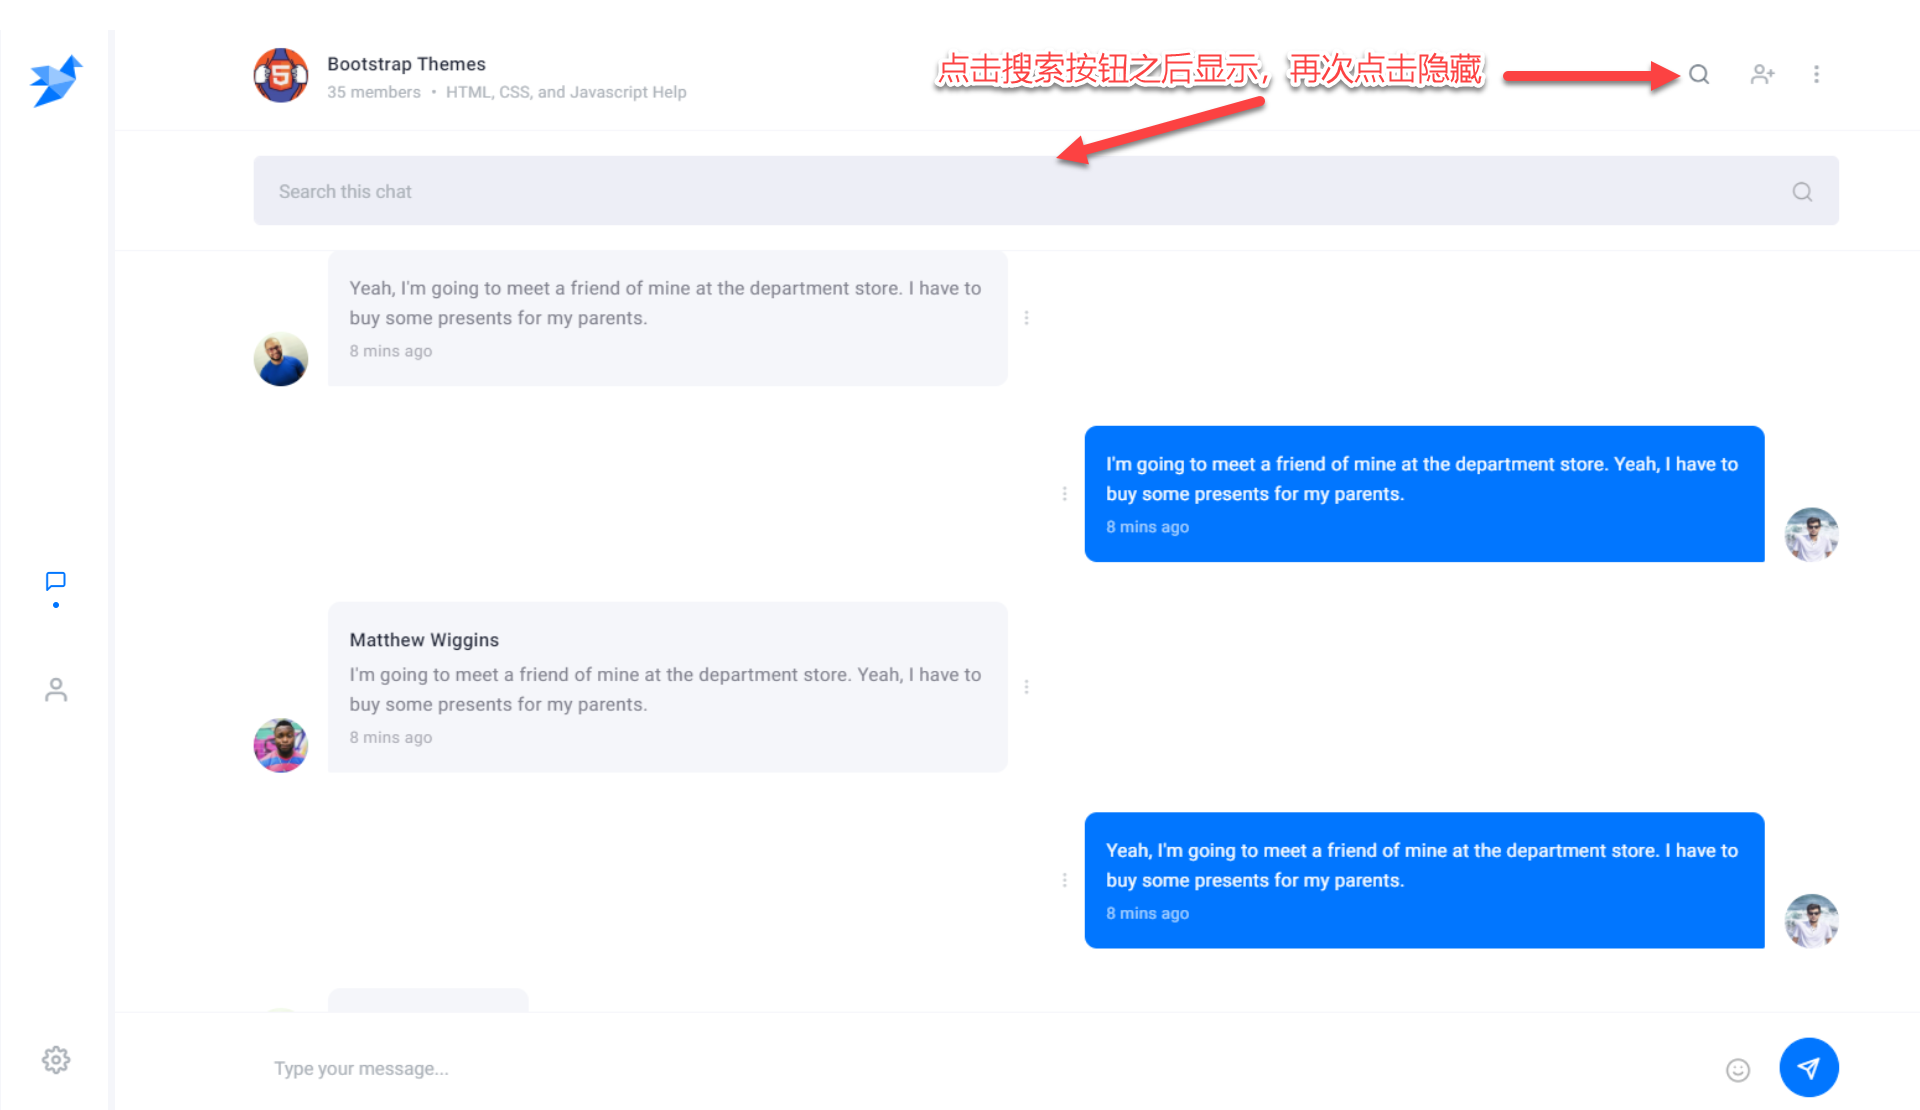 Bootstrap Themes
35 members • HTML, CSS, and Javascript Help
点击搜索按钮之后显示，再次点击隐藏
Search this chat
Yeah, I'm going to meet a friend of mine at the department store. I have to
buy some presents for my parents.
8 mins ago
I'm going to meet a friend of mine at the department store. Yeah, I have to
buy some presents for my parents.
8 mins ago
Matthew Wiggins
I'm going to meet a friend of mine at the department store. Yeah, I have to
buy some presents for my parents.
8 mins ago
Yeah, I'm going to meet a friend of mine at the department store. I have to
buy some presents for my parents.
8 mins ago
Type your message...